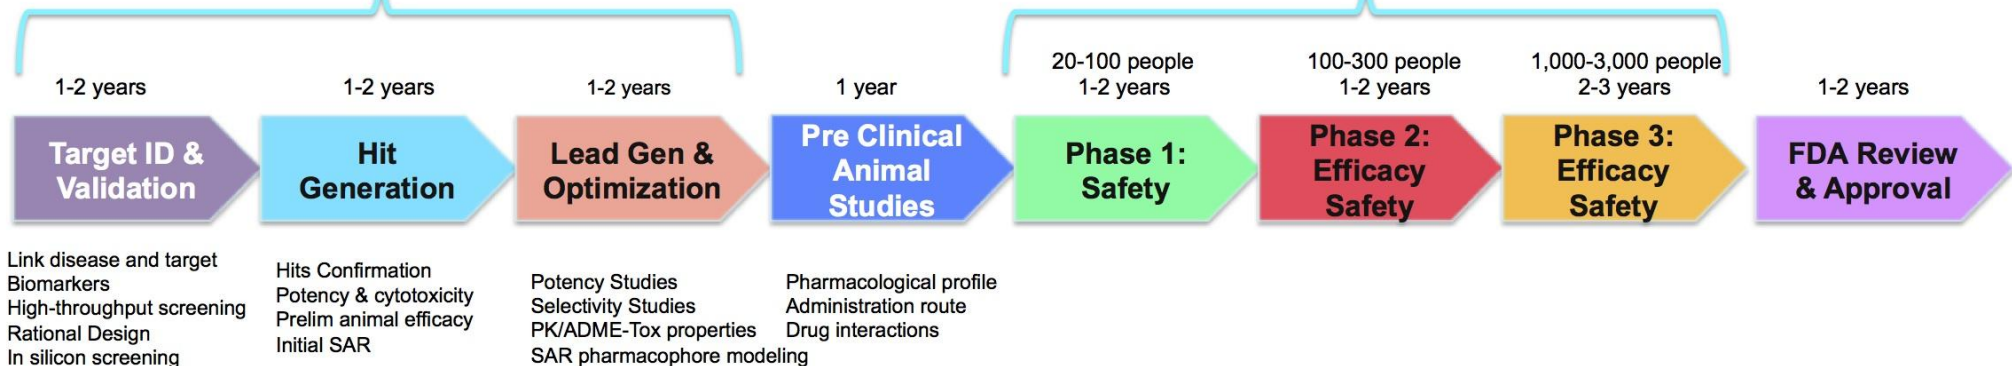 1-2 years
Target ID &
Validation
Link disease and target
Biomarkers
High-throughput screening
Rational Design
In silicon screening
1-2 years
Hit
Generation
Hits Confirmation
Potency & cytotoxicity
Prelim animal efficacy
Initial SAR
1-2 years
Lead Gen &
Optimization
Potency Studies
Selectivity Studies
PK/ADME-Tox properties
SAR pharmacophore modeling
1 year
Pre Clinical
Animal
Studies
Pharmacological profile
Administration route
Drug interactions
20-100 people
1-2 years
Phase 1:
Safety
100-300 people
1-2 years
Phase 2:
Efficacy
Safety
1,000-3,000 people
2-3 years
Phase 3:
Efficacy
Safety
1-2 years
FDA Review
& Approval